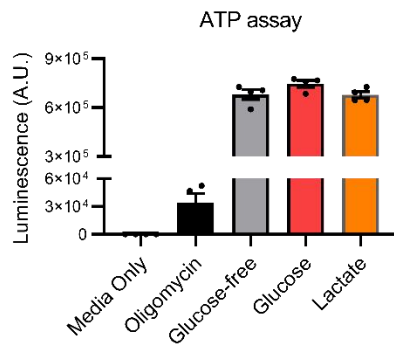 ATP assay
Luminescence (A.U.)
9×10⁵
6×10⁵
3×10⁵
6×10⁴
3×10⁴
0
Media Only
Oligomycin
Glucose-free
Glucose
Lactate